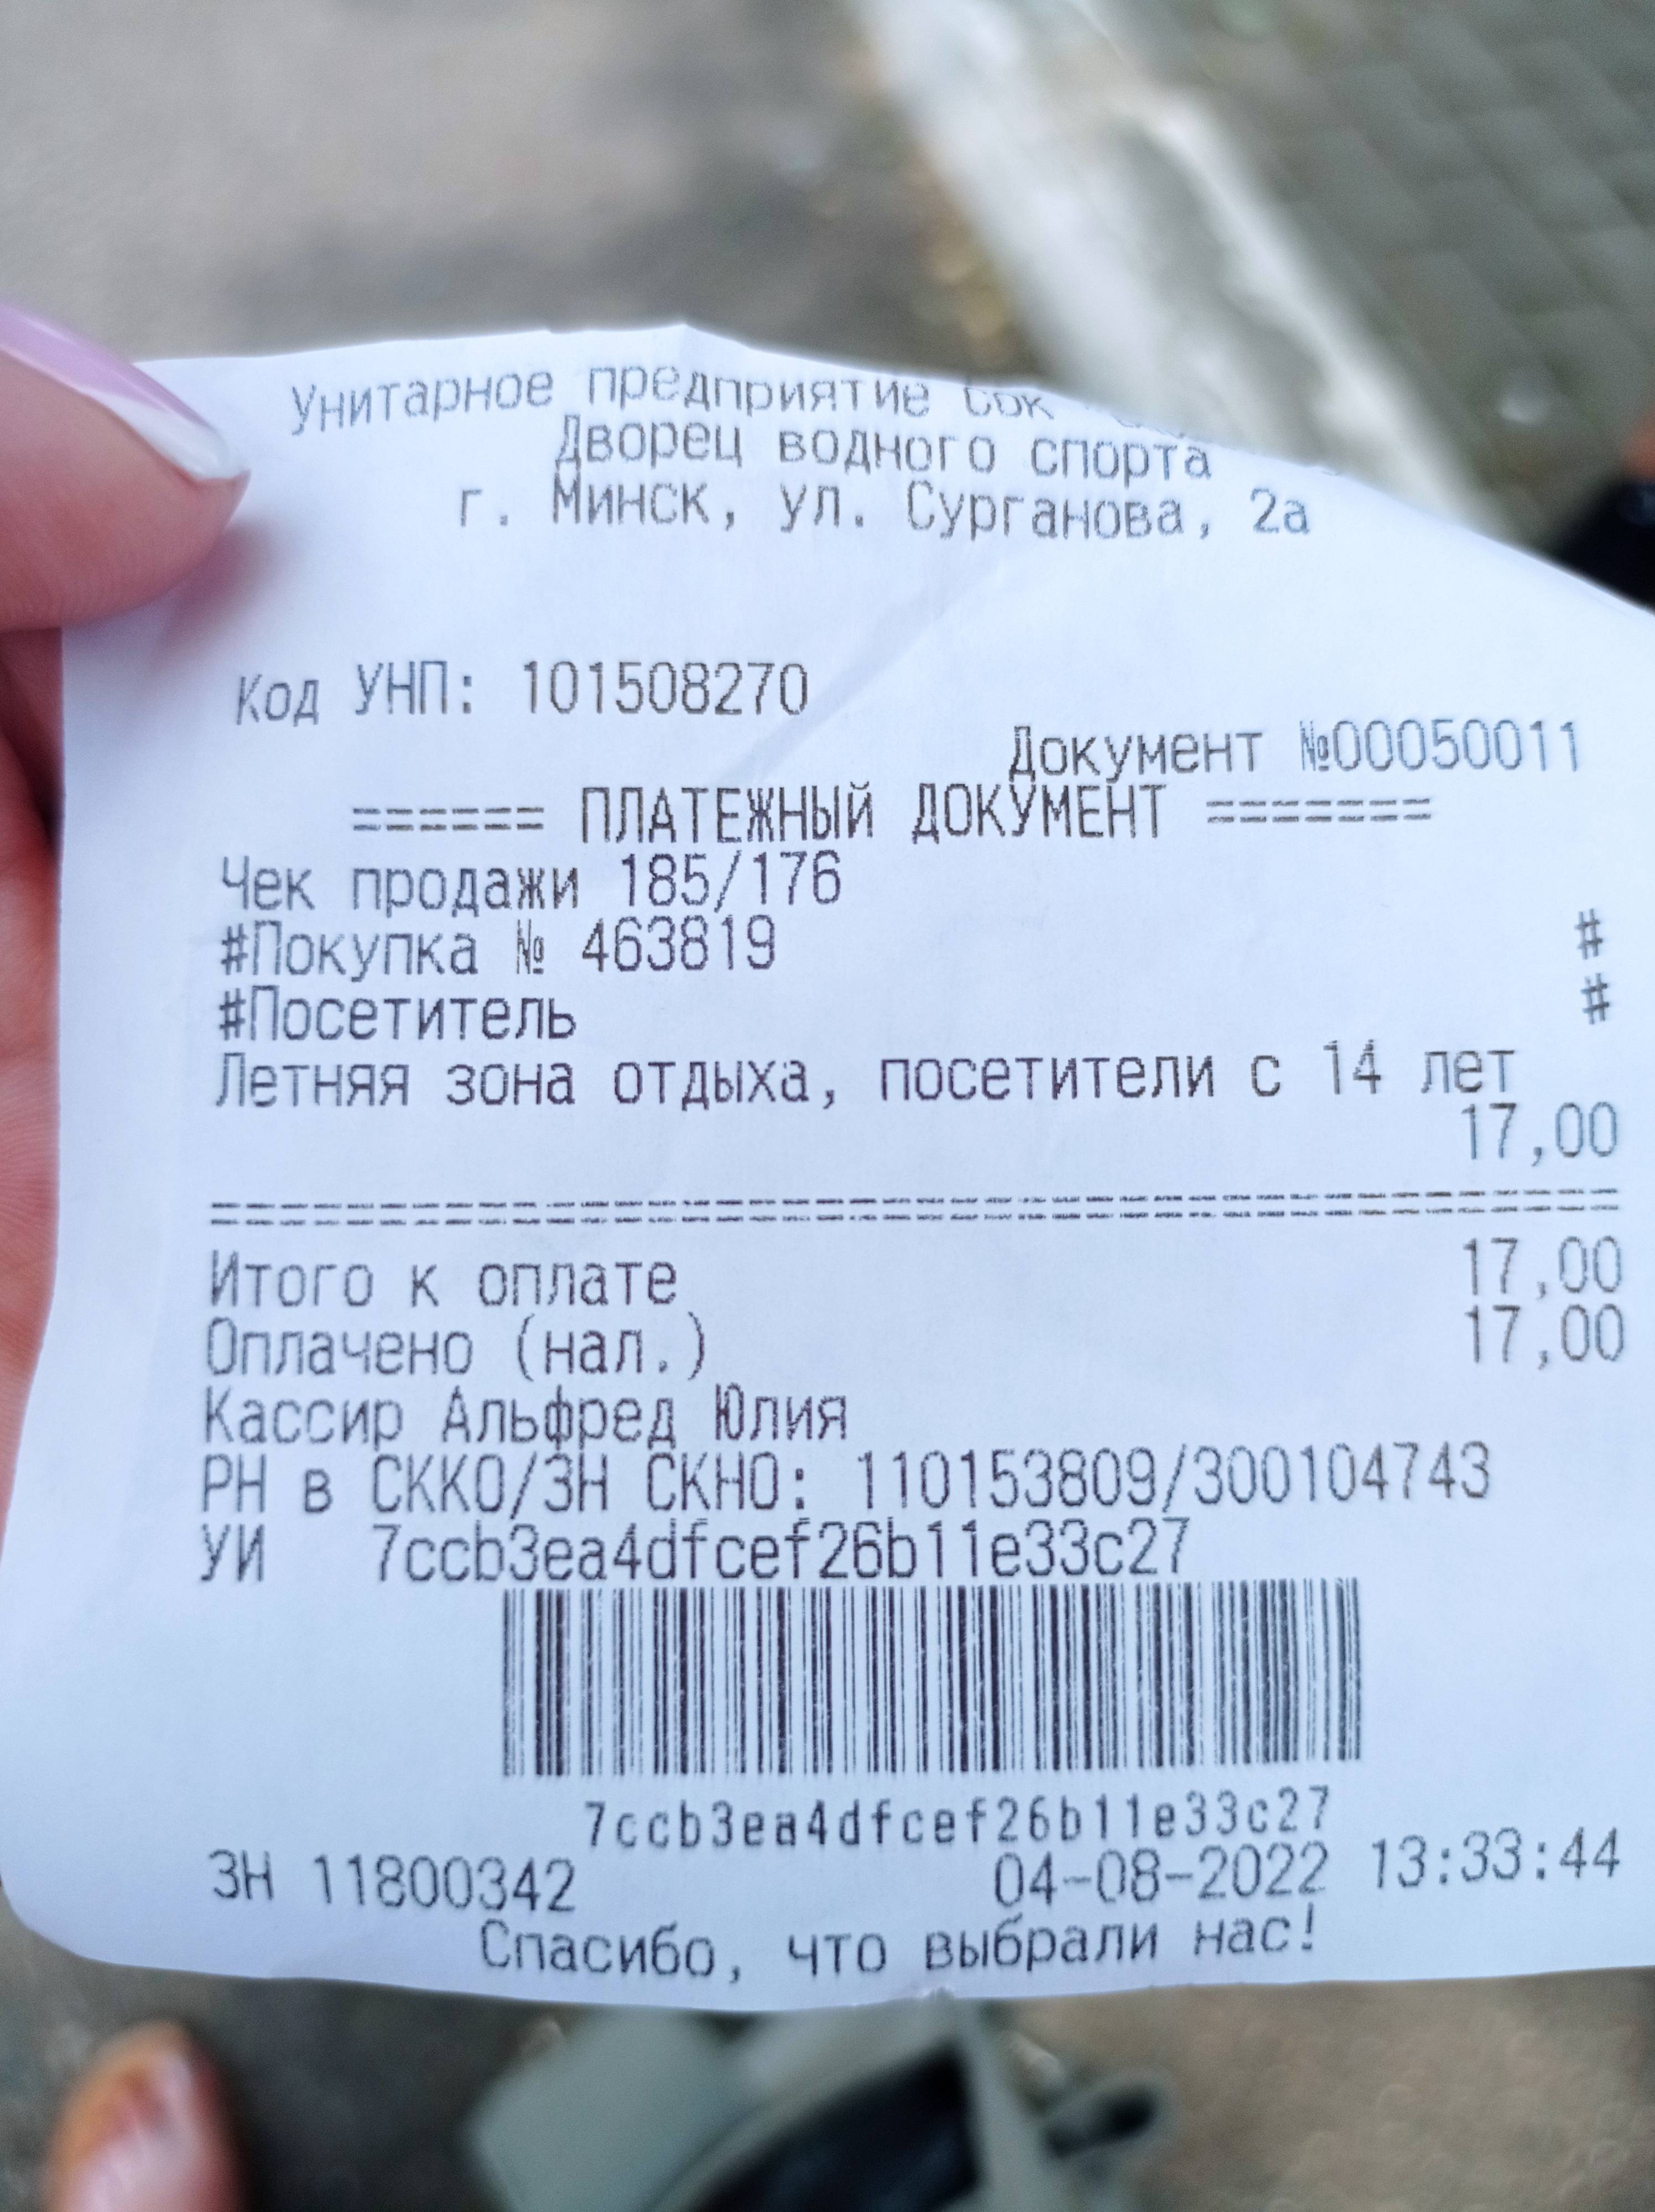 Унитарное предприятие СОК
Дворец водного спорта
г. Минск, ул. Сурганова, 2а
Код УНП: 101508270
Документ №00050011
====== ПЛАТЕЖНЫЙ ДОКУМЕНТ =======
Чек продажи 185/176
#Покупка № 463819 #
#Посетитель #
Летняя зона отдыха, посетители с 14 лет
17,00
==========================================
Итого к оплате 17,00
Оплачено (нал.) 17,00
Кассир Альфред Юлия
РН в СККО/ЗН СКНО: 110153809/300104743
УИ 7ccb3ea4dfcef26b11e33c27
7ccb3ea4dfcef26b11e33c27
ЗН 11800342 04-08-2022 13:33:44
Спасибо, что выбрали нас!